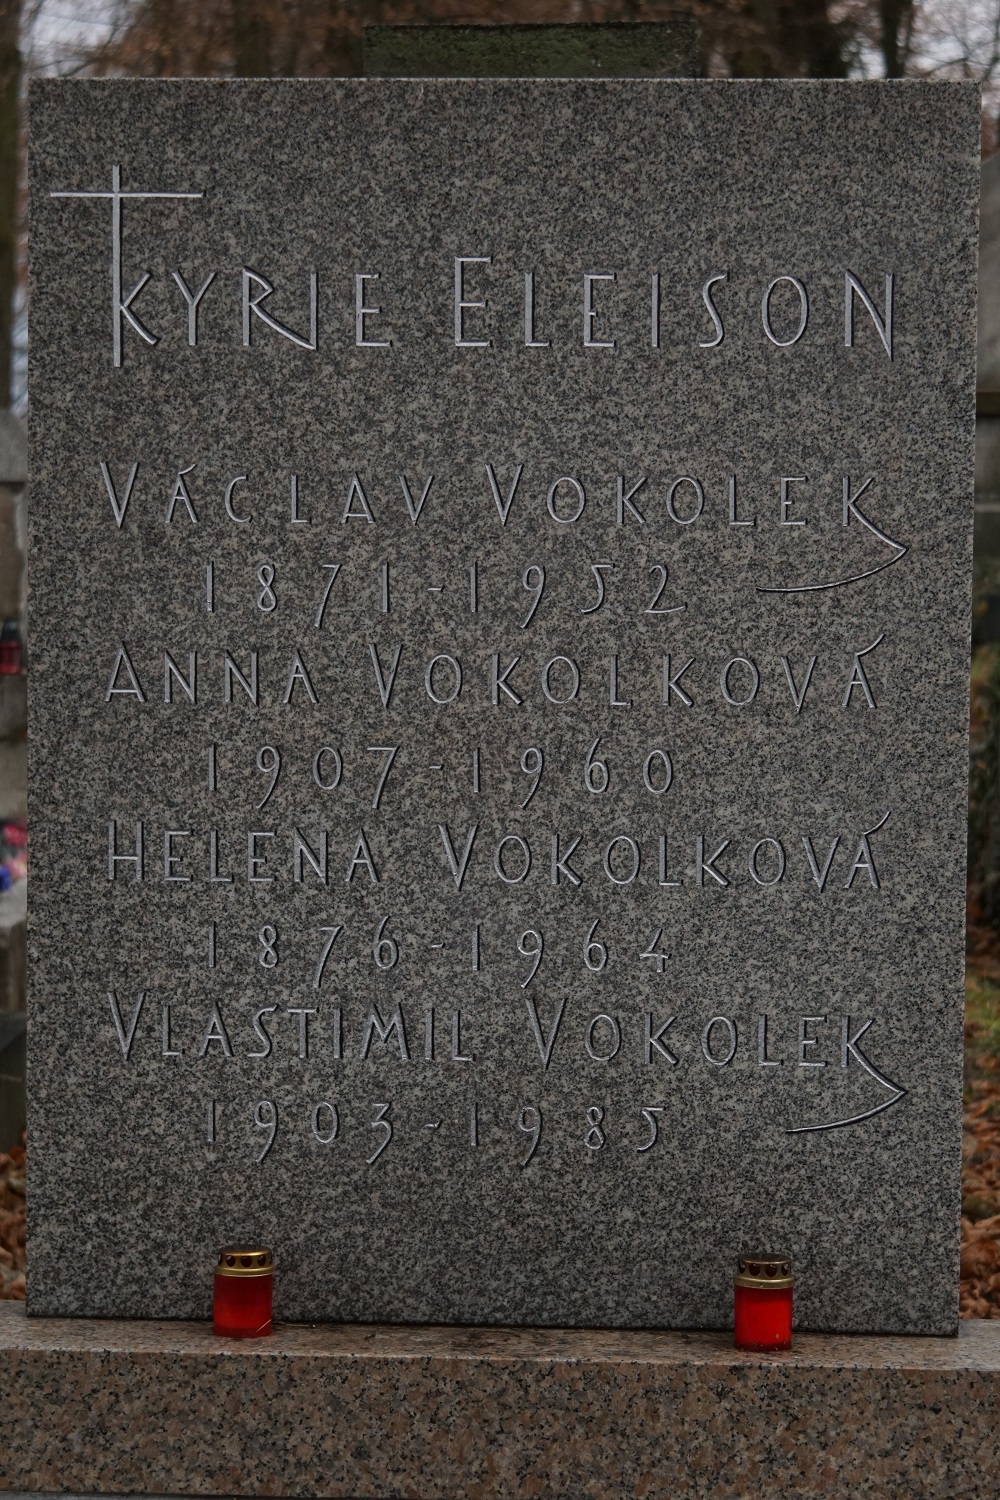 KYRIE ELEISON
VÁCLAV VOKOLEK
1871-1952
ANNA VOKOLKOVÁ
1907-1960
HELENA VOKOLKOVÁ
1876-1964
VLASTIMIL VOKOLEK
1903-1985